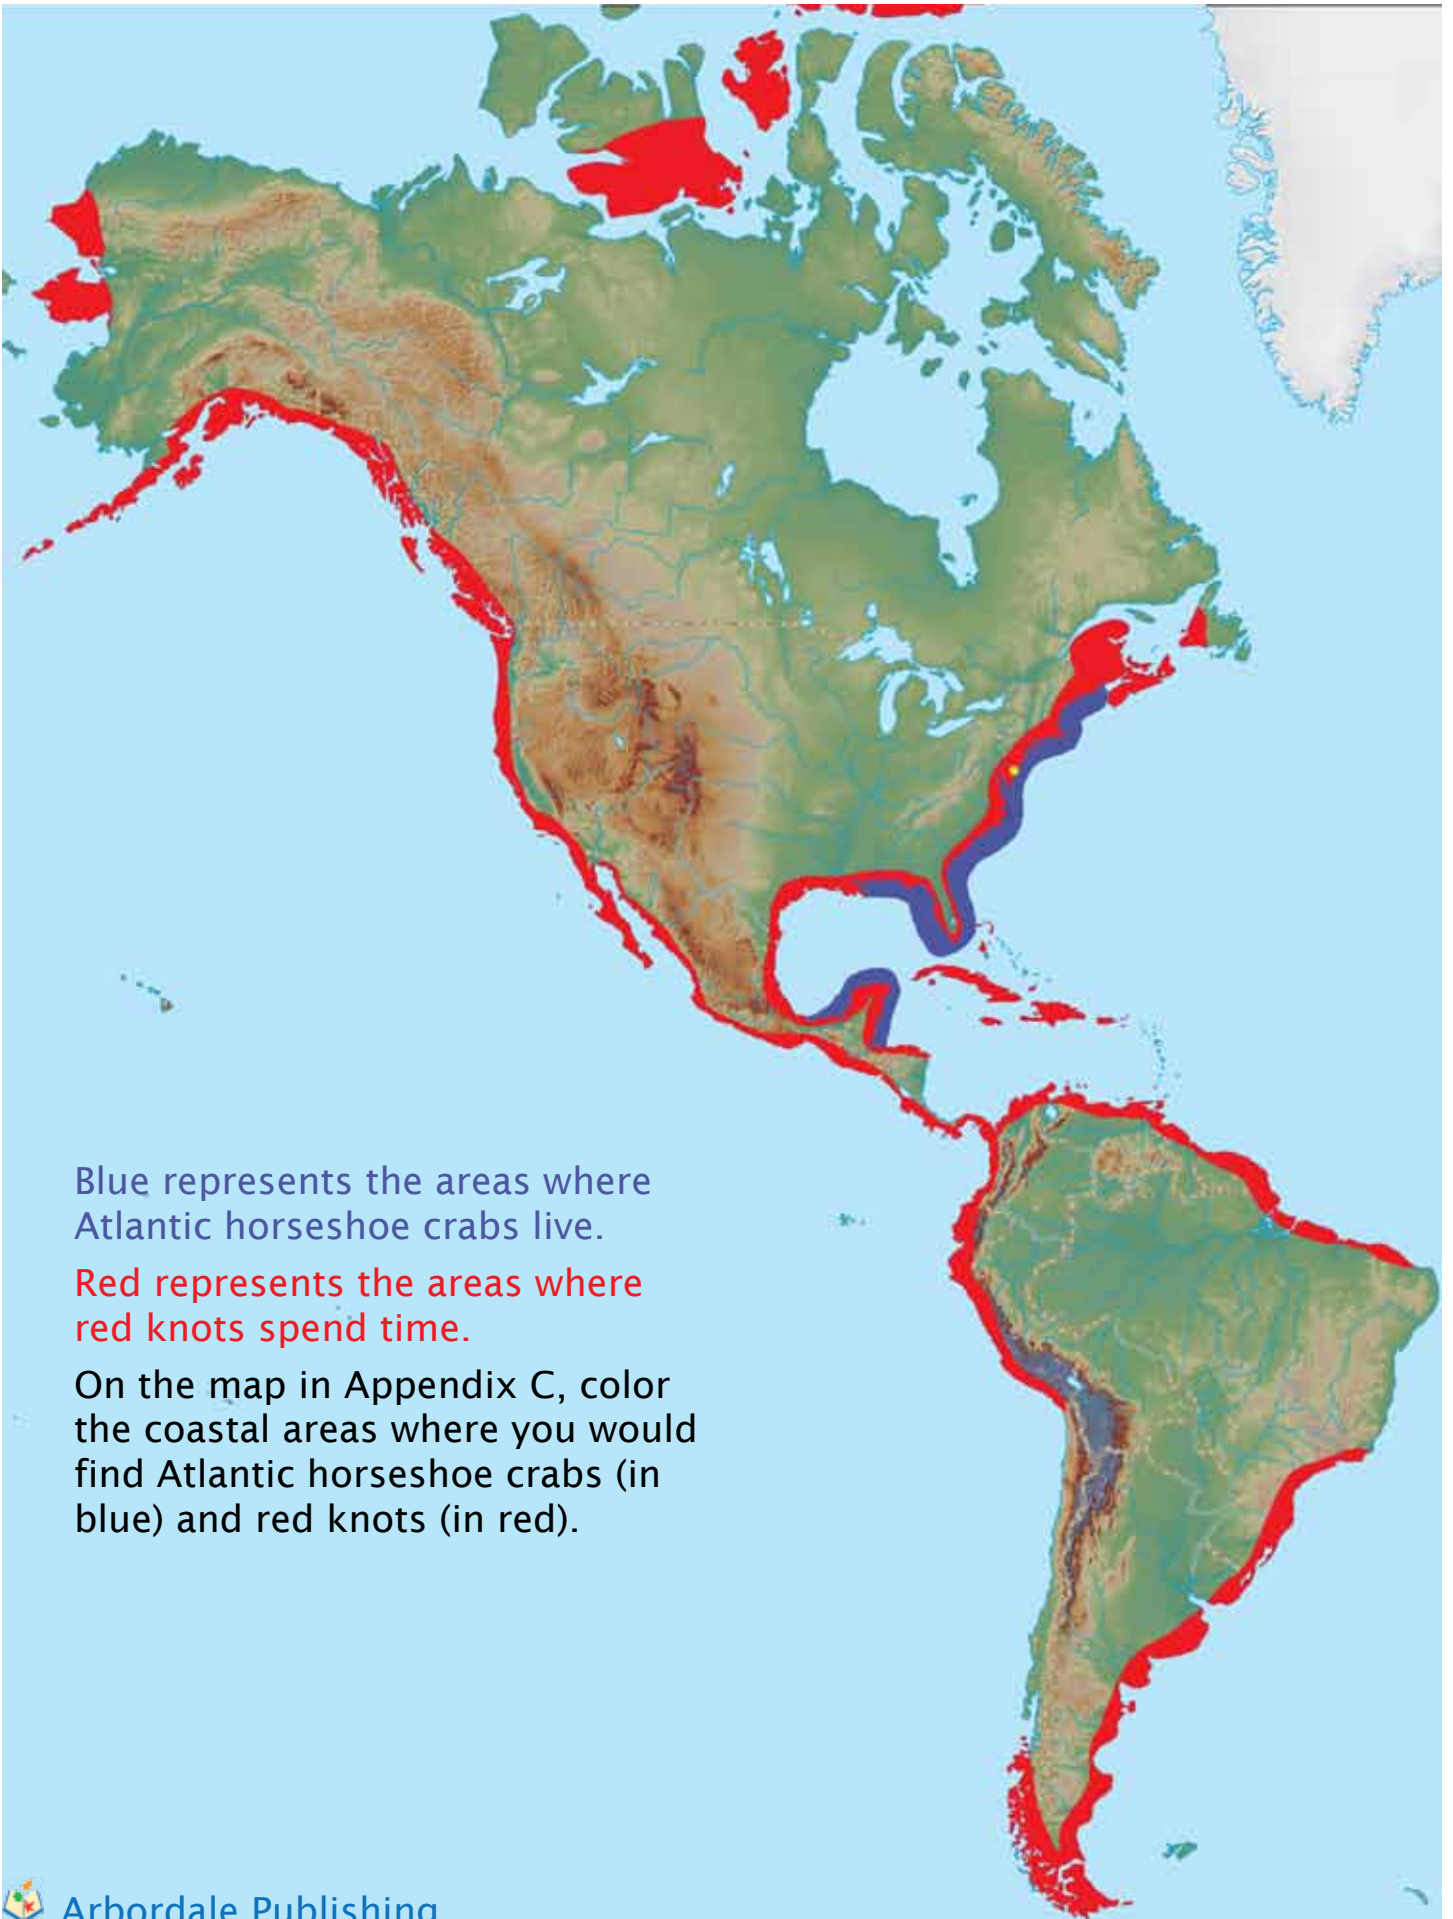 Blue represents the areas where
Atlantic horseshoe crabs live.
Red represents the areas where
red knots spend time.
On the map in Appendix C, color
the coastal areas where you would
find Atlantic horseshoe crabs (in
blue) and red knots (in red).
Arbordale Publishing